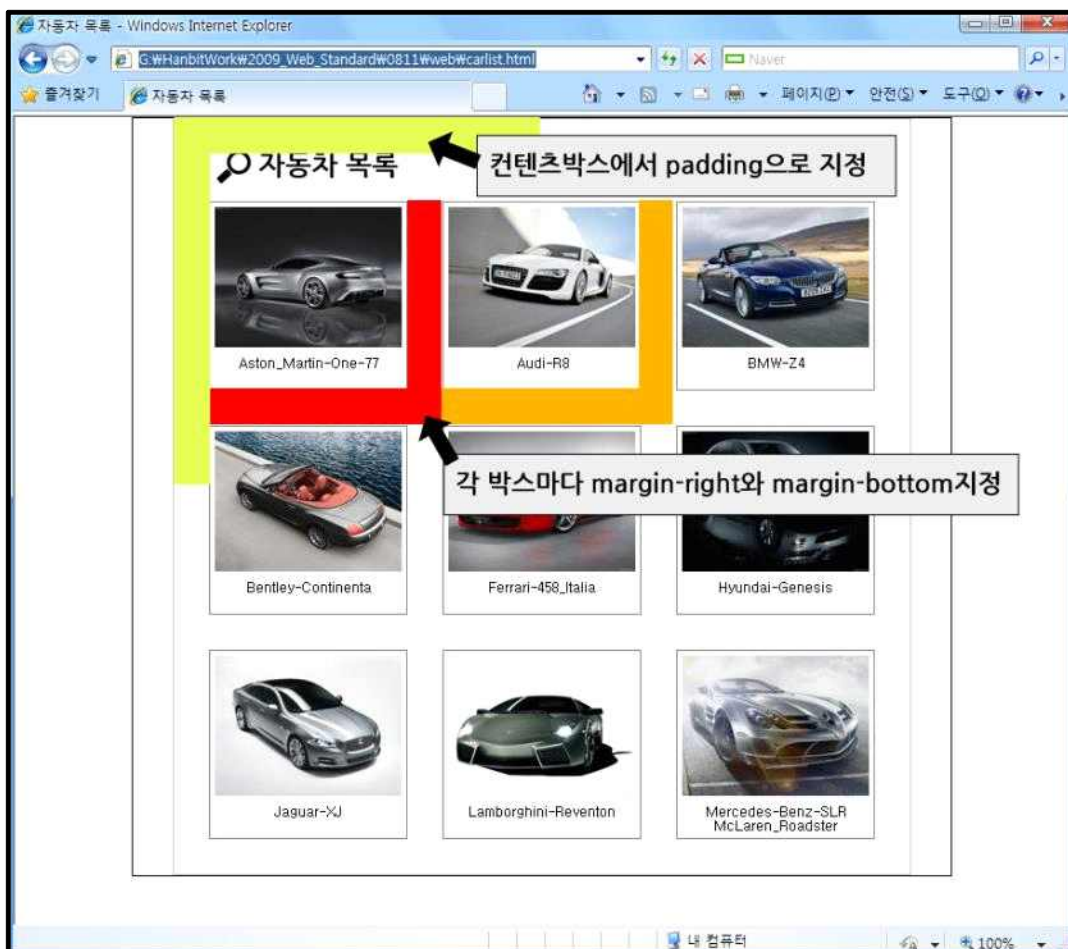 자동차 목록 - Windows Internet Explorer
G:₩HanbitWork₩2009_Web_Standard₩0811₩web₩carlist.html
Naver
즐겨찾기
자동차 목록
페이지(P)
안전(S)
도구(O)
자동차 목록
컨텐츠박스에서 padding으로 지정
Aston_Martin-One-77
Audi-R8
BMW-Z4
각 박스마다 margin-right와 margin-bottom지정
Bentley-Continenta
Ferrari-458_Italia
Hyundai-Genesis
Jaguar-XJ
Lamborghini-Reventon
Mercedes-Benz-SLR
McLaren_Roadster
내 컴퓨터
100%